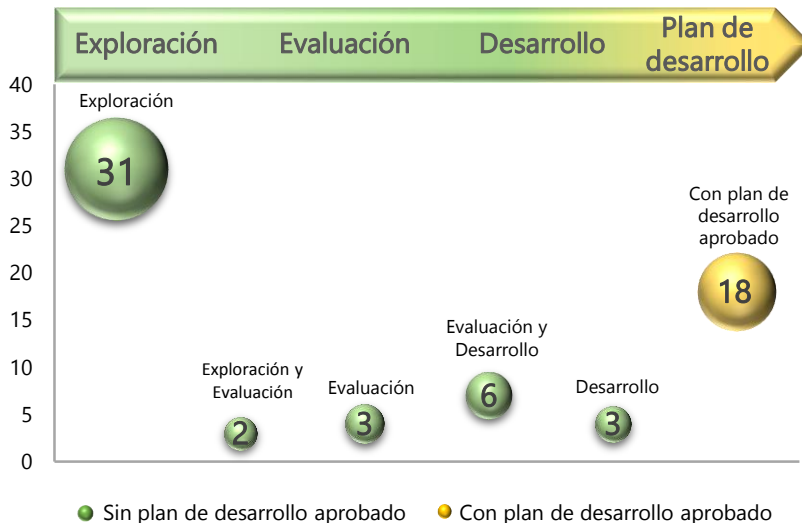 Exploración
Evaluación
Desarrollo
Plan de
desarrollo
40
35
30
25
20
15
10
5
0
Exploración
31
Exploración y
Evaluación
2
Evaluación
3
Evaluación y
Desarrollo
6
Desarrollo
3
Con plan de
desarrollo
aprobado
18
Sin plan de desarrollo aprobado
Con plan de desarrollo aprobado